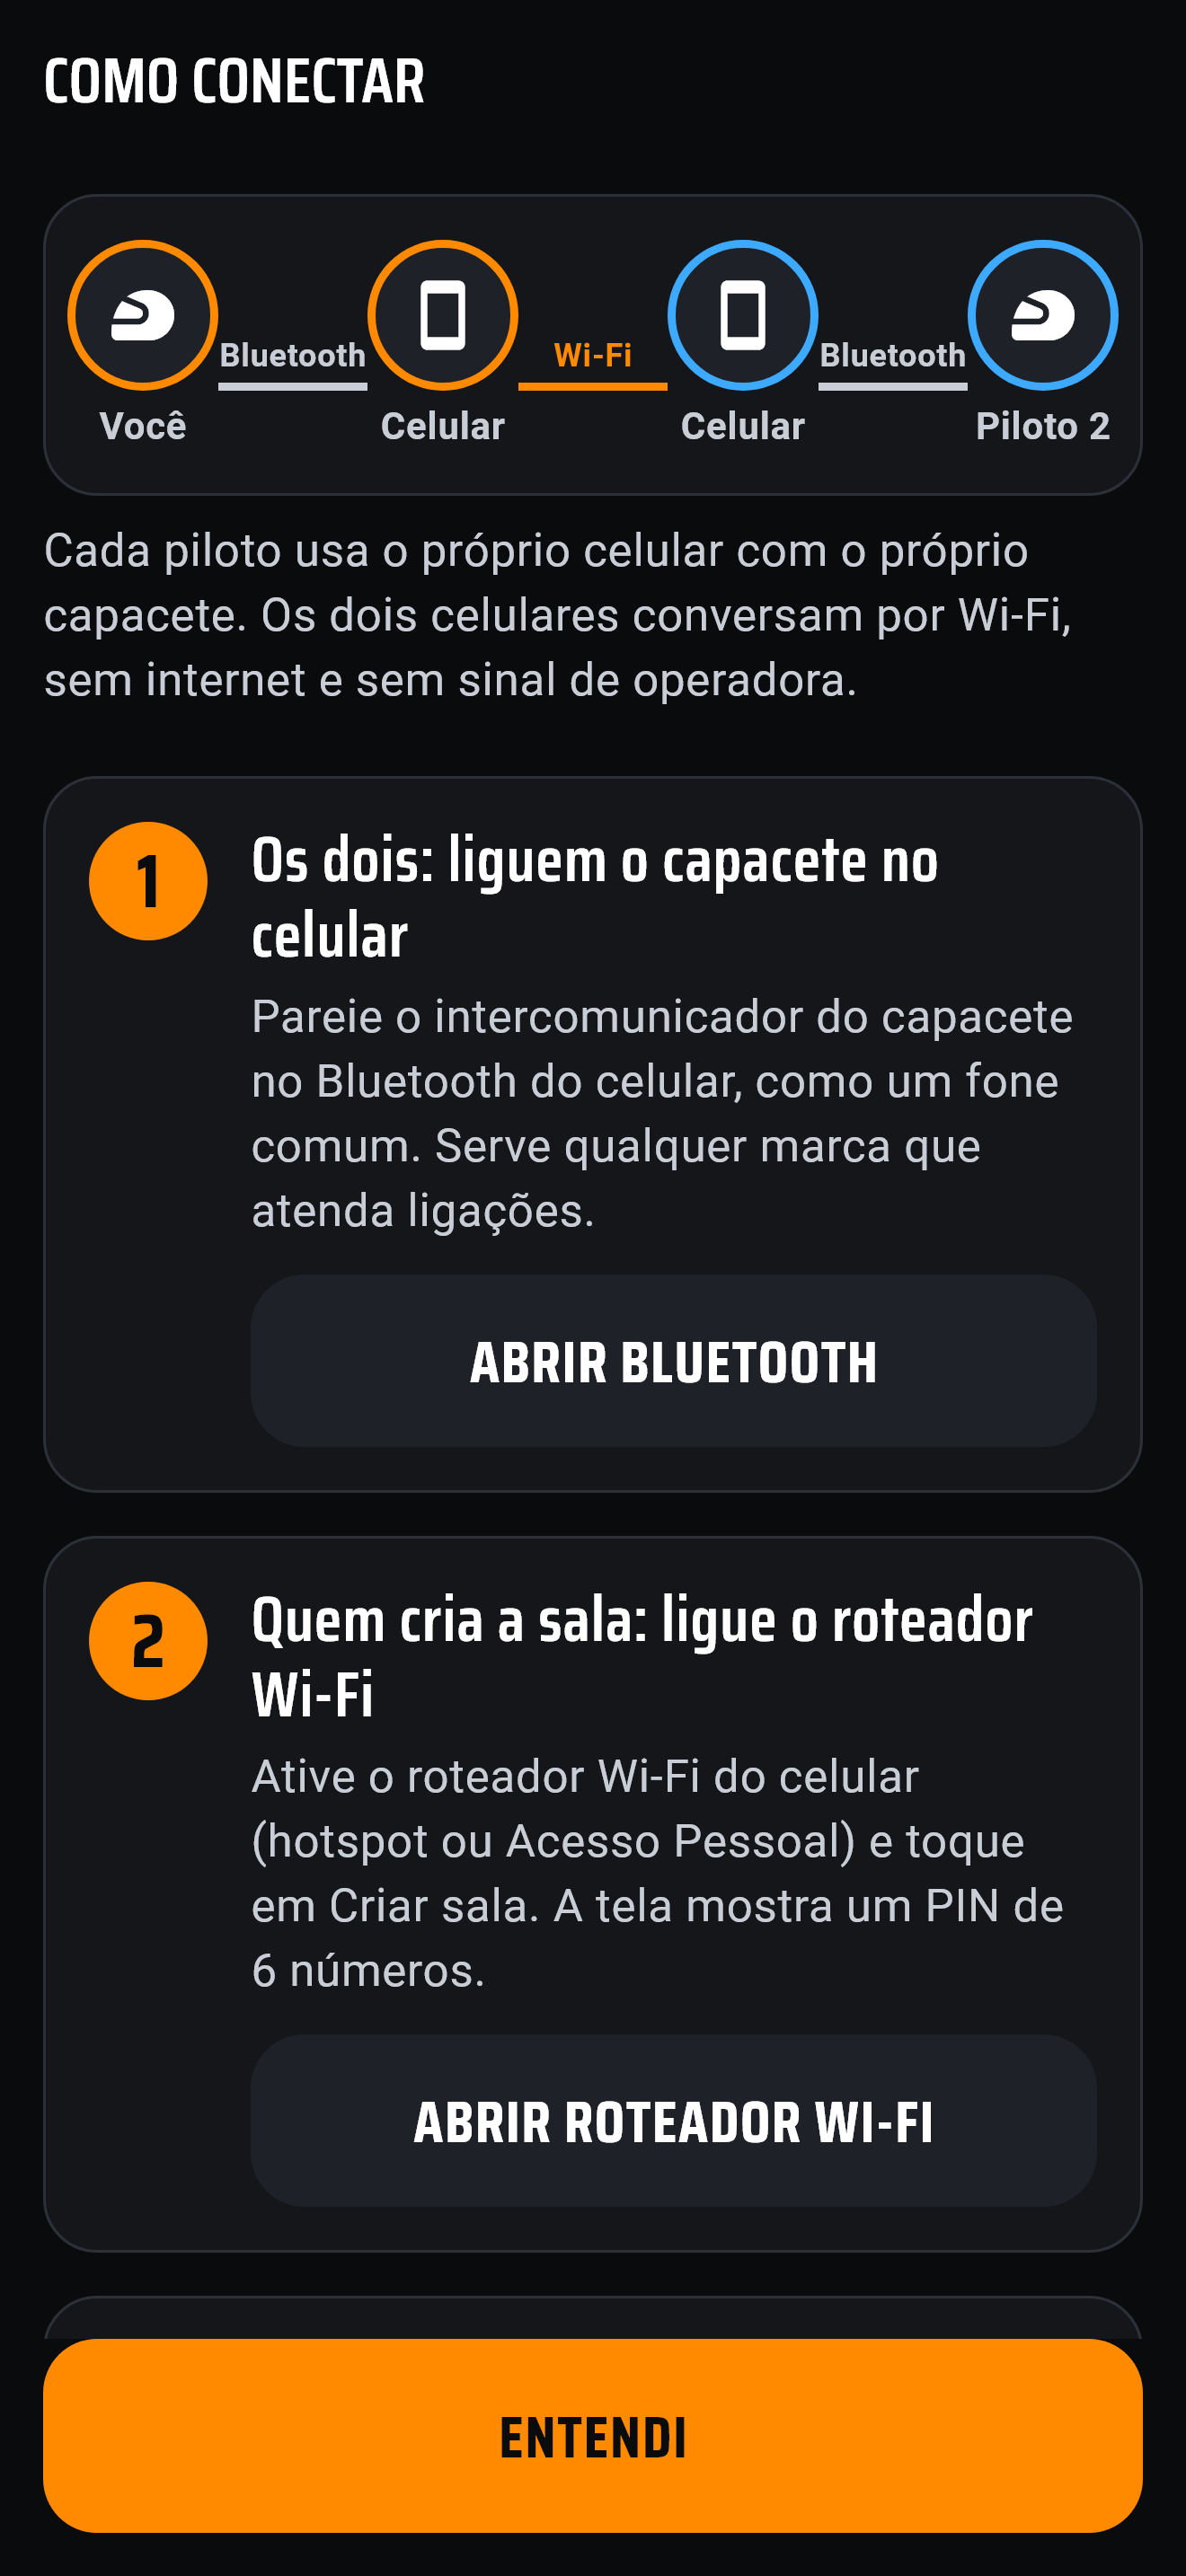 COMO CONECTAR
Bluetooth Wi-Fi Bluetooth
Você Celular Celular Piloto 2
Cada piloto usa o próprio celular com o próprio
capacete. Os dois celulares conversam por Wi-Fi,
sem internet e sem sinal de operadora.
1
Os dois: liguem o capacete no
celular
Pareie o intercomunicador do capacete
no Bluetooth do celular, como um fone
comum. Serve qualquer marca que
atenda ligações.
ABRIR BLUETOOTH
2
Quem cria a sala: ligue o roteador
Wi-Fi
Ative o roteador Wi-Fi do celular
(hotspot ou Acesso Pessoal) e toque
em Criar sala. A tela mostra um PIN de
6 números.
ABRIR ROTEADOR WI-FI
ENTENDI